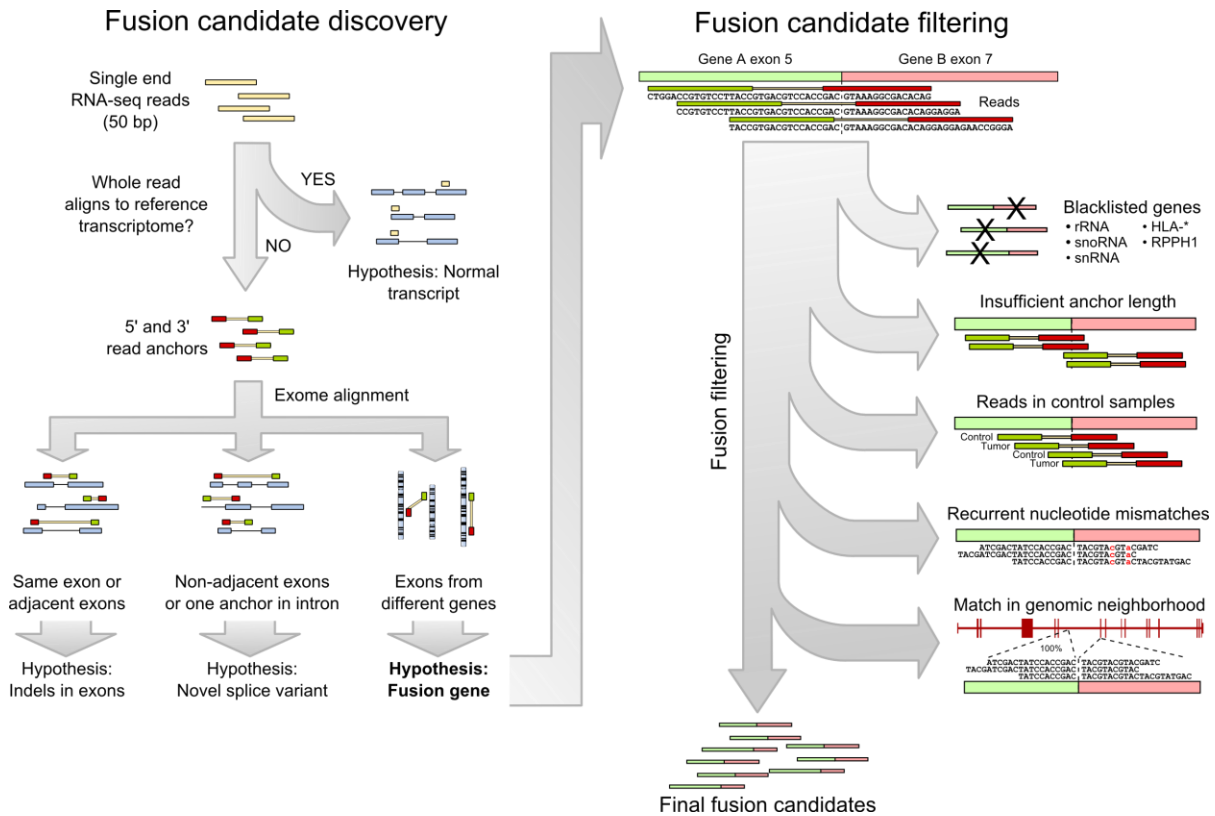 Fusion candidate discovery
Single end
RNA-seq reads
(50 bp)
Whole read
aligns to reference
transcriptome?
YES
NO
Hypothesis: Normal
transcript
5' and 3'
read anchors
Exome alignment
Same exon or
adjacent exons
Non-adjacent exons
or one anchor in intron
Exons from
different genes
Hypothesis:
Indels in exons
Hypothesis:
Novel splice variant
Hypothesis:
Fusion gene
Fusion candidate filtering
Gene A exon 5
Gene B exon 7
Reads
CTGGACCGTGTCCTTACCGTGACGTCCACCGAC GTAAAGGCGACACAG
CCGTGTCCTTACCGTGACGTCCACCGAC GTAAAGGCGACACAGGAGGA
TACCGTGACGTCCACCGAC GTAAAGGCGACACAGGAGGAGAACCGGGA
Fusion filtering
Blacklisted genes
• rRNA • HLA-*
• snoRNA • RPPH1
• snRNA
Insufficient anchor length
Reads in control samples
Control
Tumor
Control
Tumor
Recurrent nucleotide mismatches
ATCGACTATCCACCGAC TACGTAcGTaCGATC
TACGATCGACTATCCACCGAC TACGTAcGTaC
TATCCACCGAC TACGTAcGTaCTACGTATGAC
Match in genomic neighborhood
100%
ATCGACTATCCACCGAC TACGTACGTACGATC
TACGATCGACTATCCACCGAC TACGTACGTAC
TATCCACCGAC TACGTACGTACTACGTATGAC
Final fusion candidates